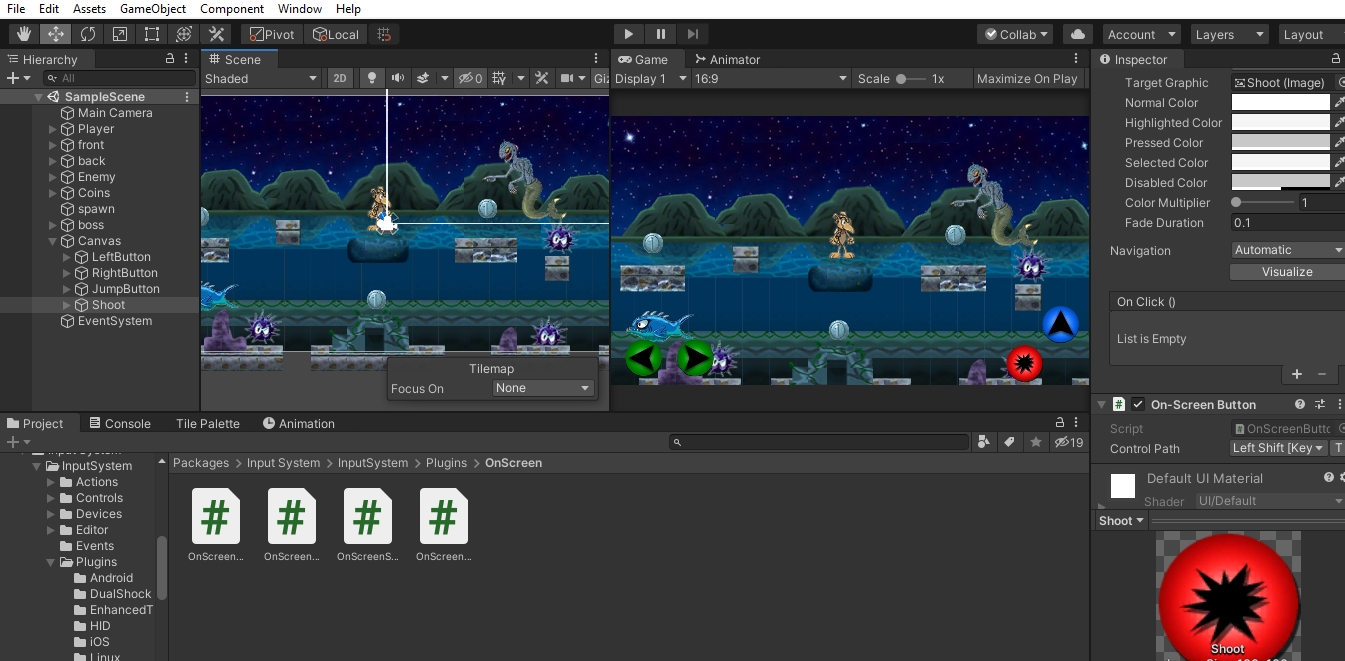 File Edit Assets GameObject Component Window Help
Pivot Local Collab Account Layers Layout
Hierarchy
All
SampleScene
Main Camera
Player
front
back
Enemy
Coins
spawn
boss
Canvas
LeftButton
RightButton
JumpButton
Shoot
EventSystem
Scene
Shaded 2D 0 Giz
Tilemap
Focus On None
Game Animator
Display 1 16:9 Scale 1x Maximize On Play
Inspector
Target Graphic Shoot (Image)
Normal Color
Highlighted Color
Pressed Color
Selected Color
Disabled Color
Color Multiplier 1
Fade Duration 0.1
Navigation Automatic
Visualize
On Click ()
List is Empty
On-Screen Button
Script OnScreenButto
Control Path Left Shift [Key T
Default UI Material
Shader UI/Default
Shoot
Shoot
Project Console Tile Palette Animation
19
InputSystem
Actions
Controls
Devices
Editor
Events
Plugins
Android
DualShock
EnhancedT
HID
iOS
Linux
Packages > Input System > InputSystem > Plugins > OnScreen
OnScreen... OnScreen... OnScreenS... OnScreen...